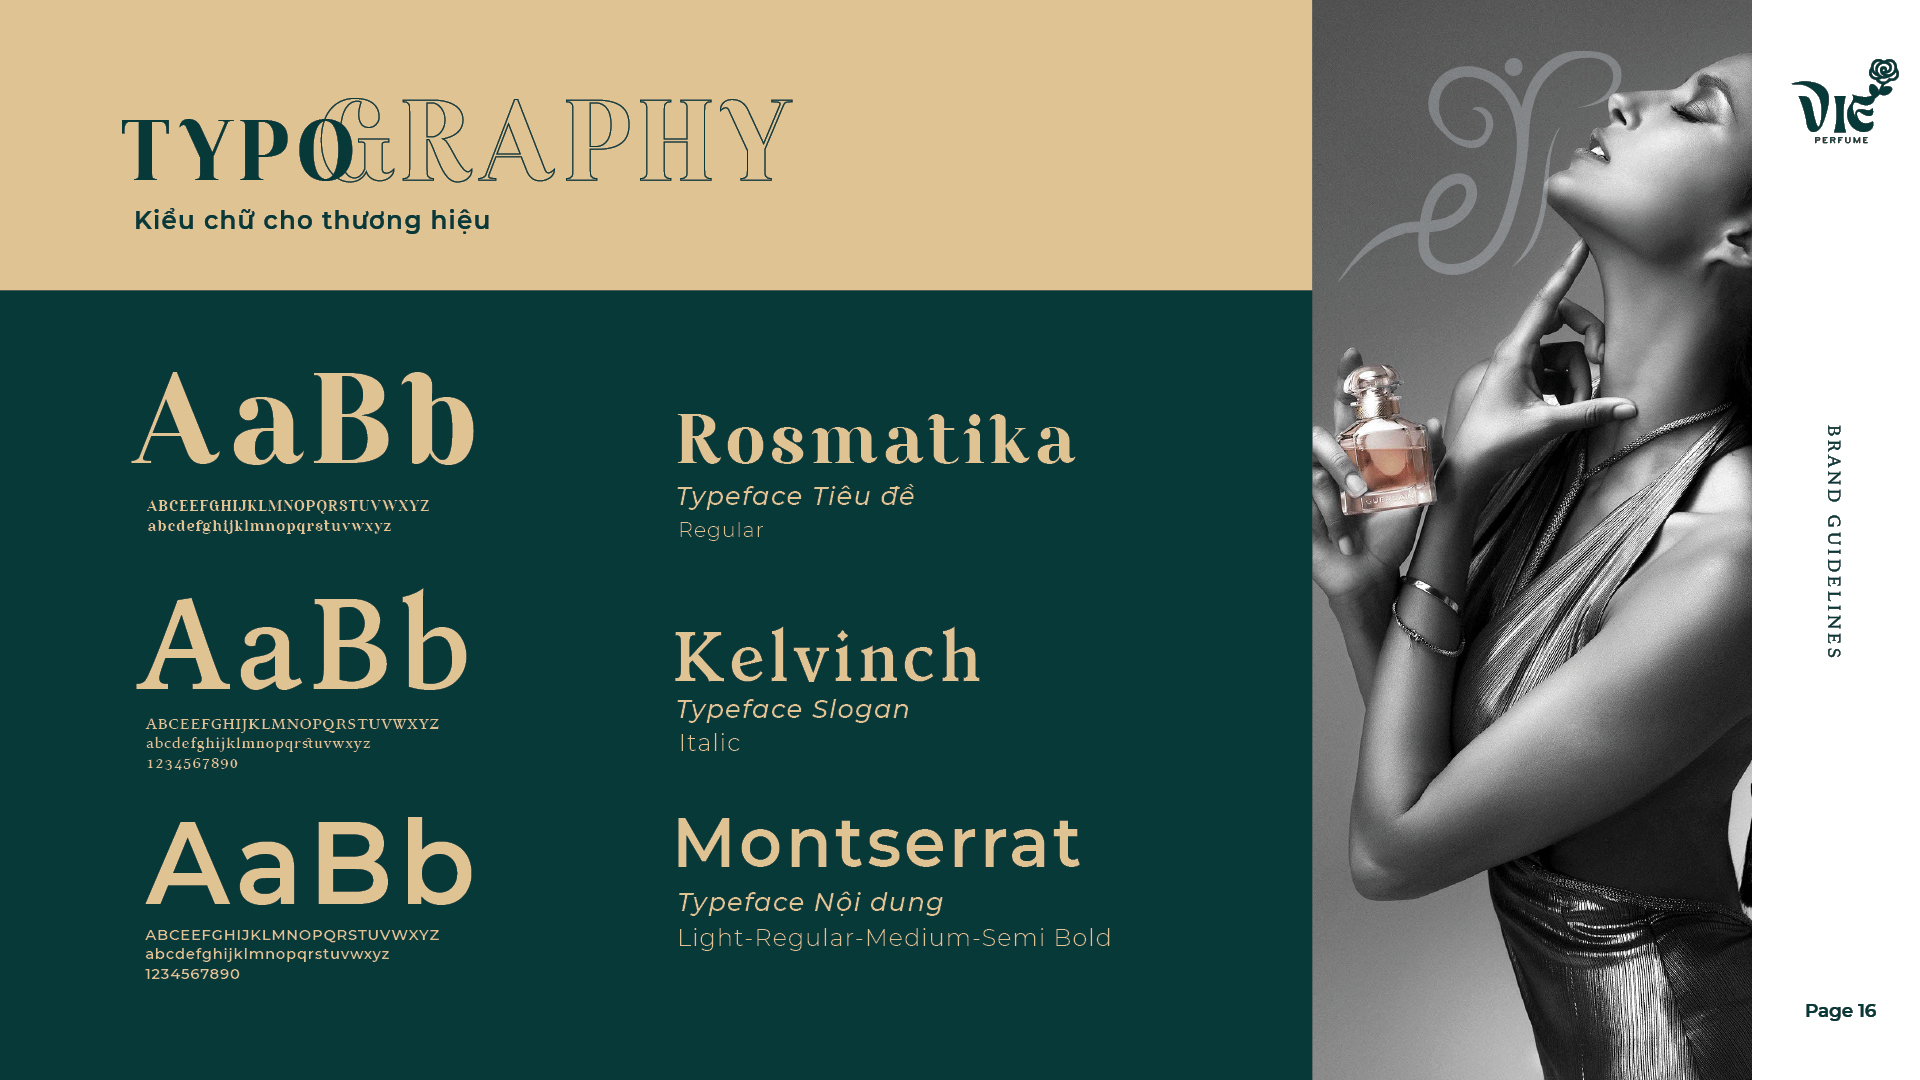 TYPOGRAPHY
Kiểu chữ cho thương hiệu
AaBb
ABCEEFGHIJKLMNOPQRSTUVWXYZ
abcdefghijklmnopqrstuvwxyz
Rosmatika
Typeface Tiêu đề
Regular
AaBb
ABCEEFGHIJKLMNOPQRSTUVWXYZ
abcdefghijklmnopqrstuvwxyz
1234567890
Kelvinch
Typeface Slogan
Italic
AaBb
ABCEEFGHIJKLMNOPQRSTUVWXYZ
abcdefghijklmnopqrstuvwxyz
1234567890
Montserrat
Typeface Nội dung
Light-Regular-Medium-Semi Bold
GUERLAIN
VIE
PERFUME
BRAND GUIDELINES
Page 16